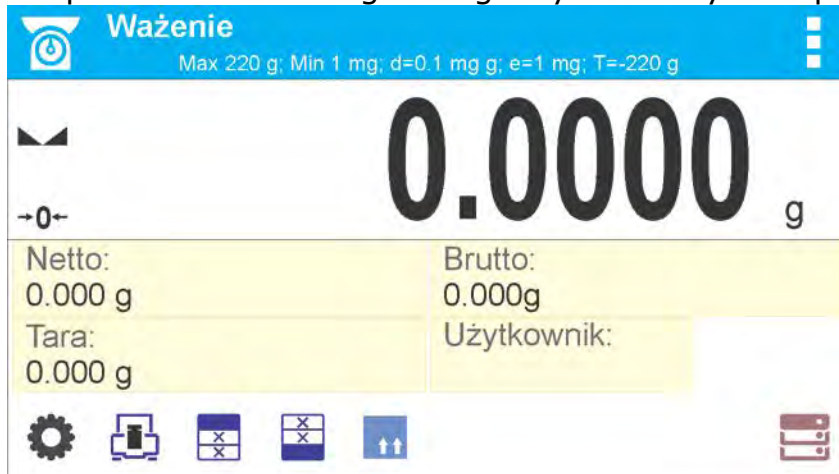 Ważenie
Max 220 g; Min 1 mg; d=0.1 mg g; e=1 mg; T=-220 g
0.0000 g
→0←
Netto:
0.000 g
Brutto:
0.000g
Tara:
0.000 g
Użytkownik: